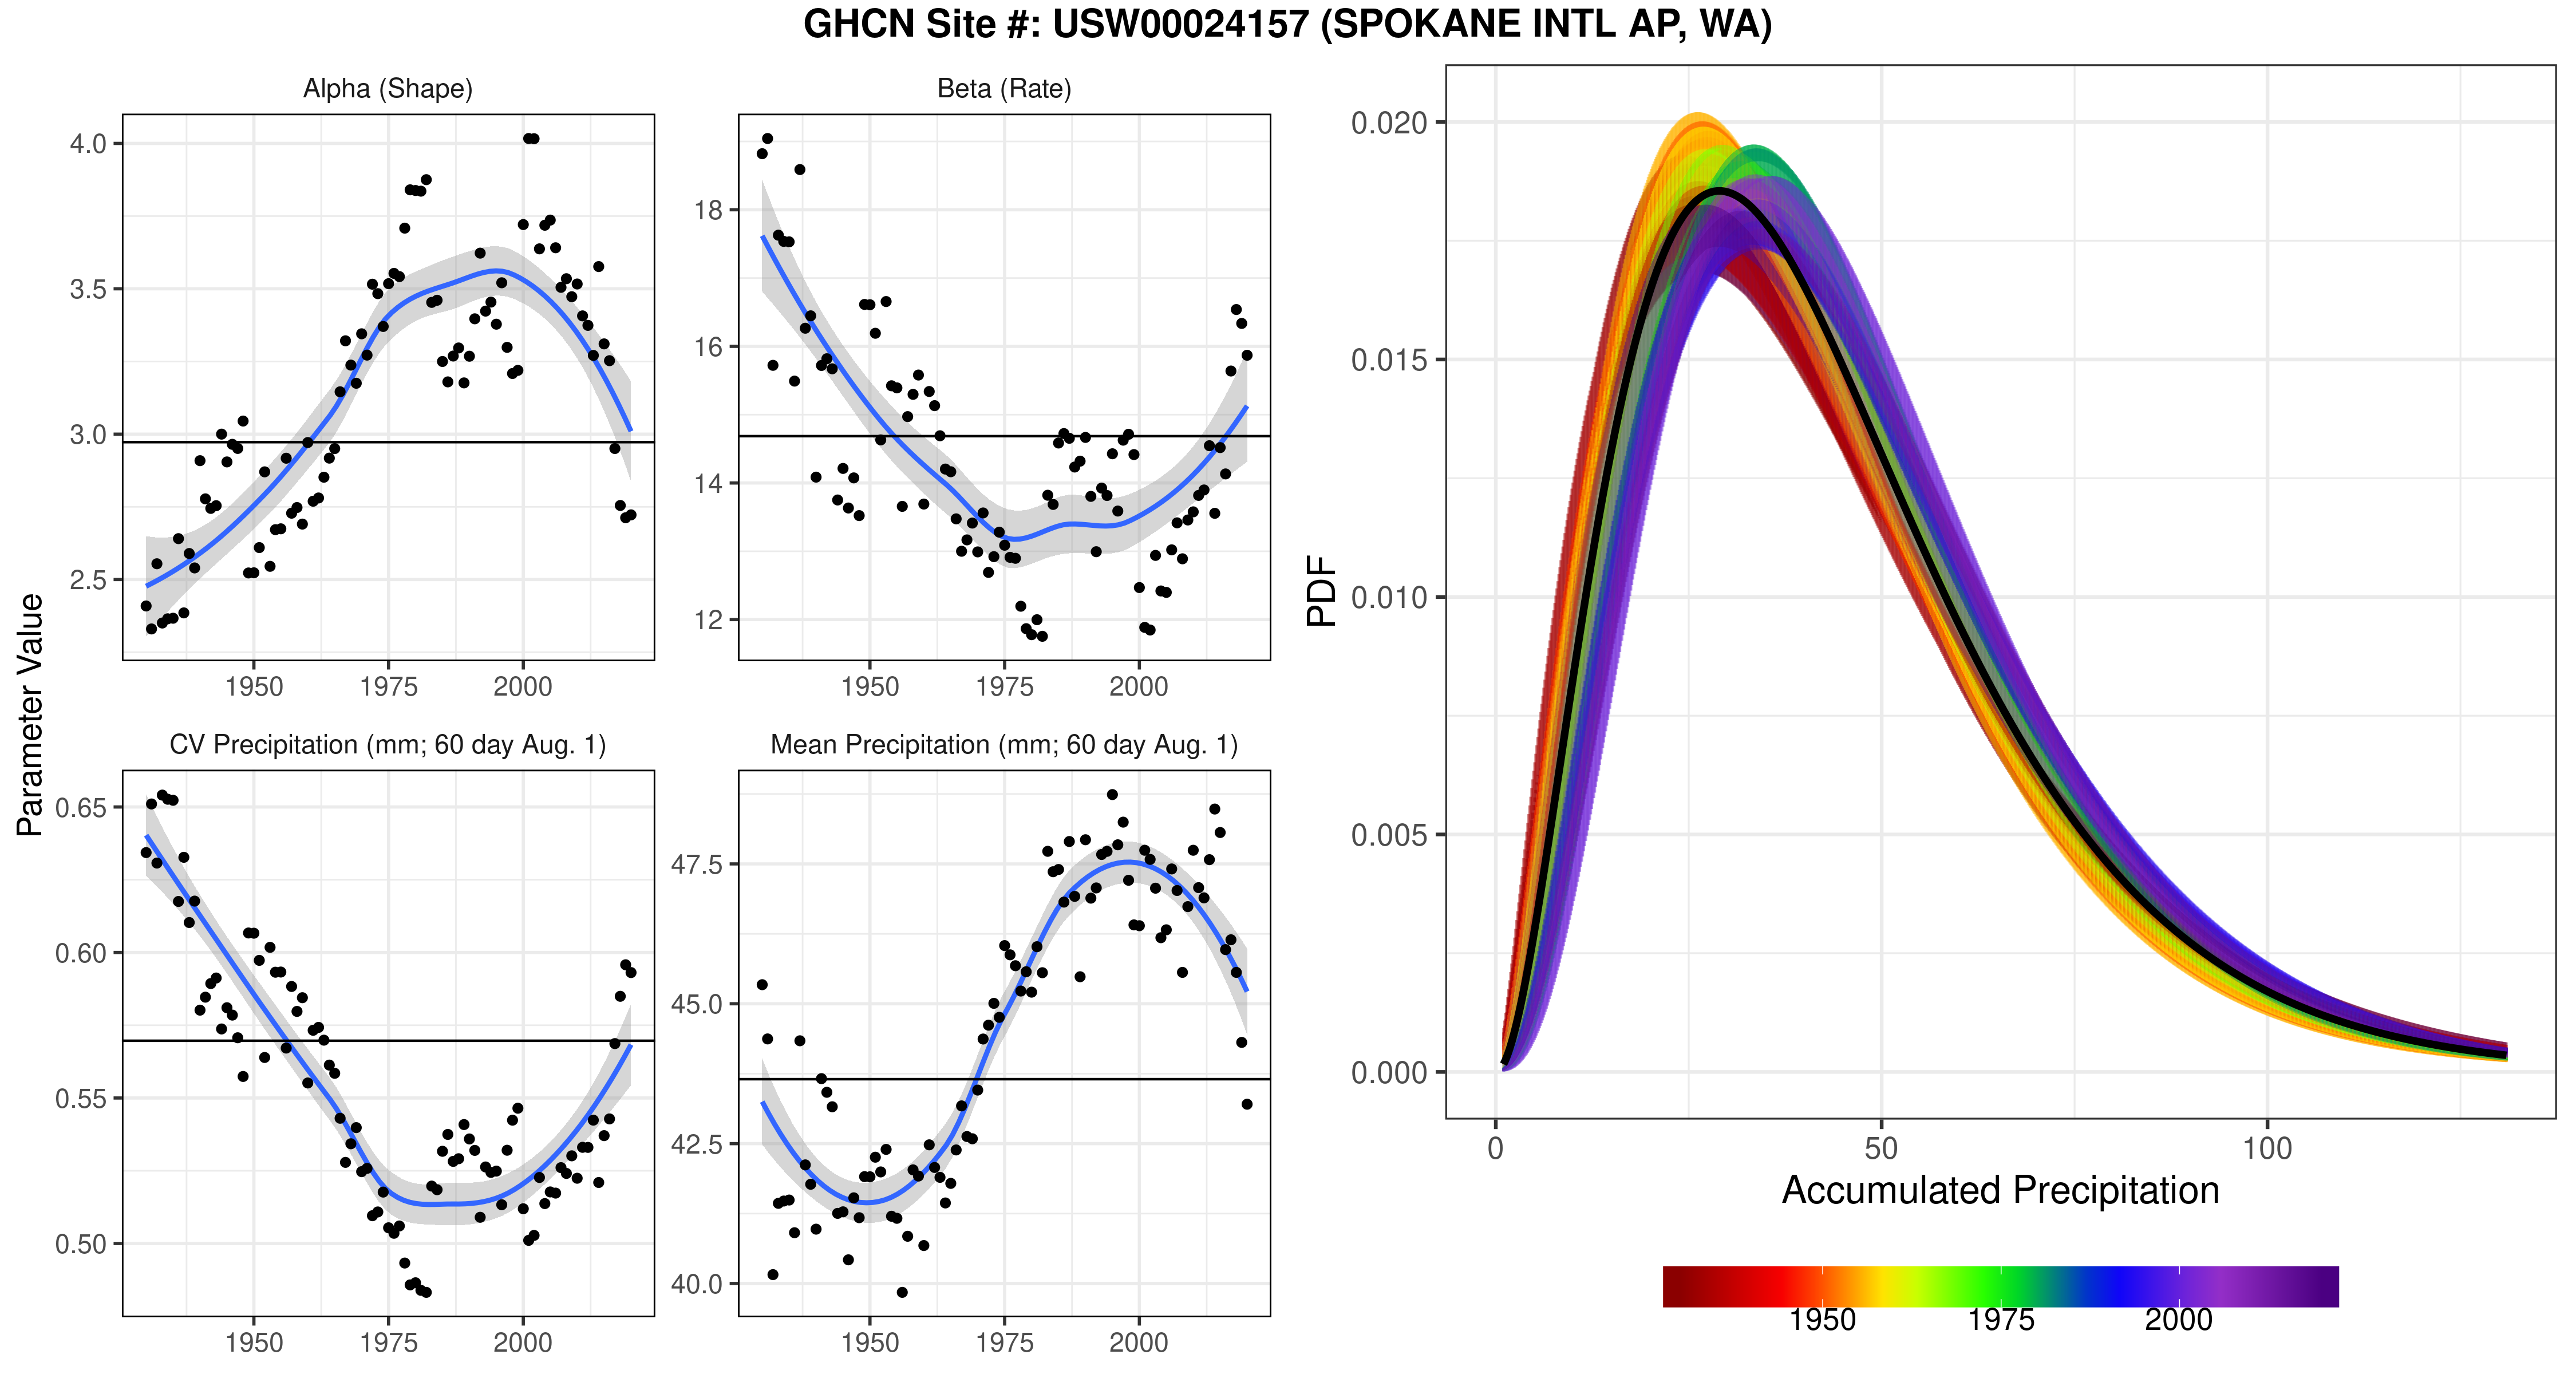 GHCN Site #: USW00024157 (SPOKANE INTL AP, WA)
Alpha (Shape)
4.0
3.5
3.0
2.5
1950 1975 2000
Beta (Rate)
18
16
14
12
1950 1975 2000
Parameter Value
CV Precipitation (mm; 60 day Aug. 1)
0.65
0.60
0.55
0.50
1950 1975 2000
Mean Precipitation (mm; 60 day Aug. 1)
47.5
45.0
42.5
40.0
1950 1975 2000
PDF
0.020
0.015
0.010
0.005
0.000
0 50 100
Accumulated Precipitation
1950 1975 2000